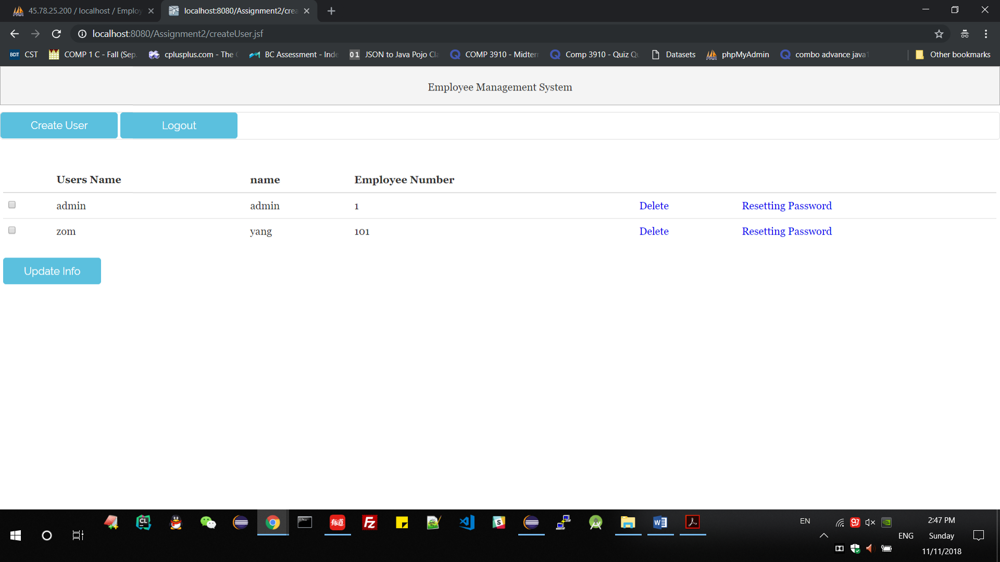 45.78.25.200 / localhost / Employ
localhost:8080/Assignment2/crea
localhost:8080/Assignment2/createUser.jsf
BCIT CST COMP 1 C - Fall (Sep. cplusplus.com - The C BC Assessment - Inde 01 JSON to Java Pojo Cla COMP 3910 - Midterm Comp 3910 - Quiz Qu Datasets phpMyAdmin combo advance java1 Other bookmarks
Employee Management System
Create User Logout
Users Name name Employee Number
admin admin 1 Delete Resetting Password
zom yang 101 Delete Resetting Password
Update Info
EN 2:47 PM
ENG Sunday
11/11/2018